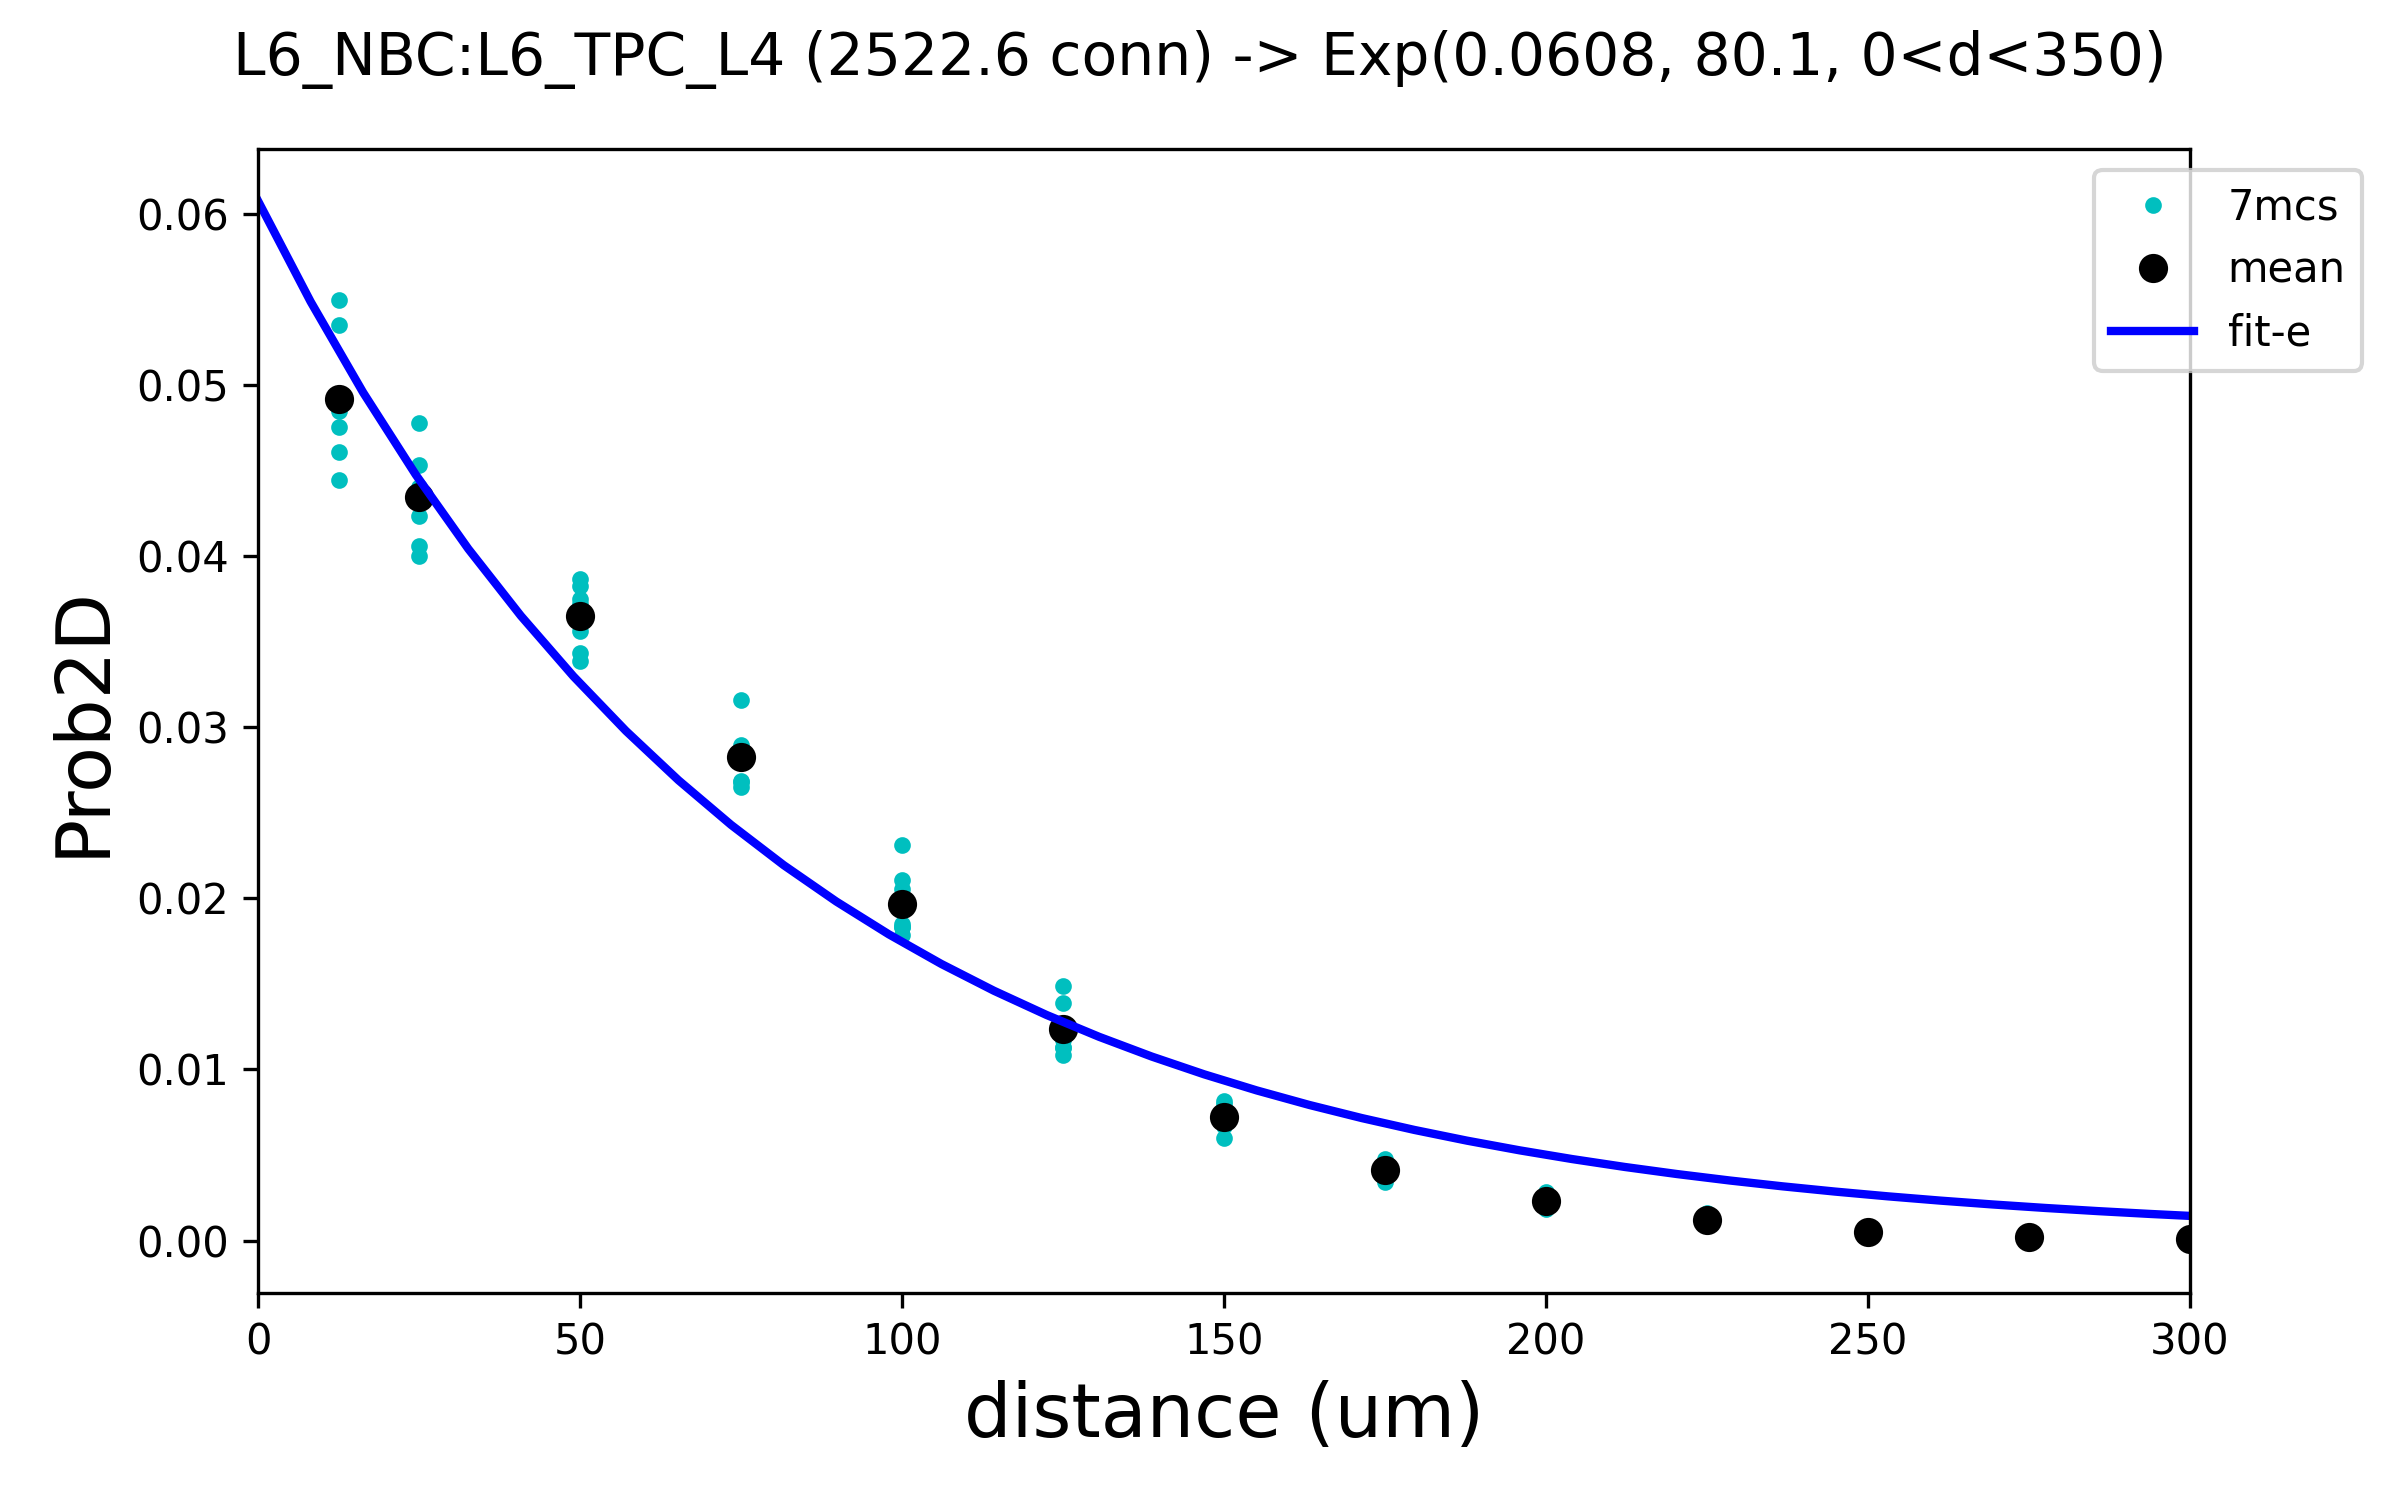 L6_NBC:L6_TPC_L4 (2522.6 conn) -> Exp(0.0608, 80.1, 0<d<350)
7mcs
mean
fit-e
0.06
0.05
0.04
0.03
0.02
0.01
0.00
Prob2D
0 50 100 150 200 250 300
distance (um)